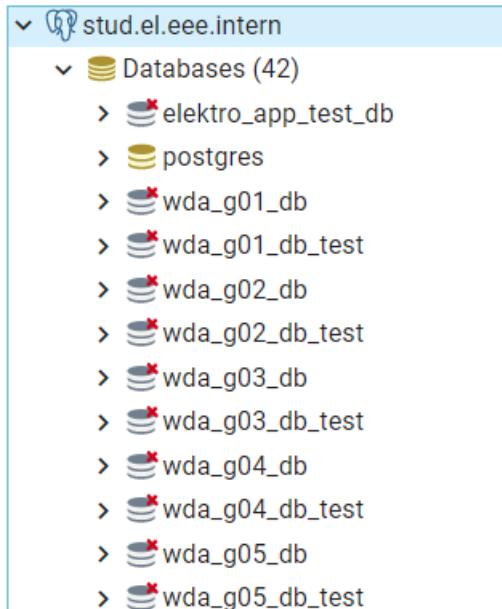 stud.el.eee.intern
Databases (42)
elektro_app_test_db
postgres
wda_g01_db
wda_g01_db_test
wda_g02_db
wda_g02_db_test
wda_g03_db
wda_g03_db_test
wda_g04_db
wda_g04_db_test
wda_g05_db
wda_g05_db_test